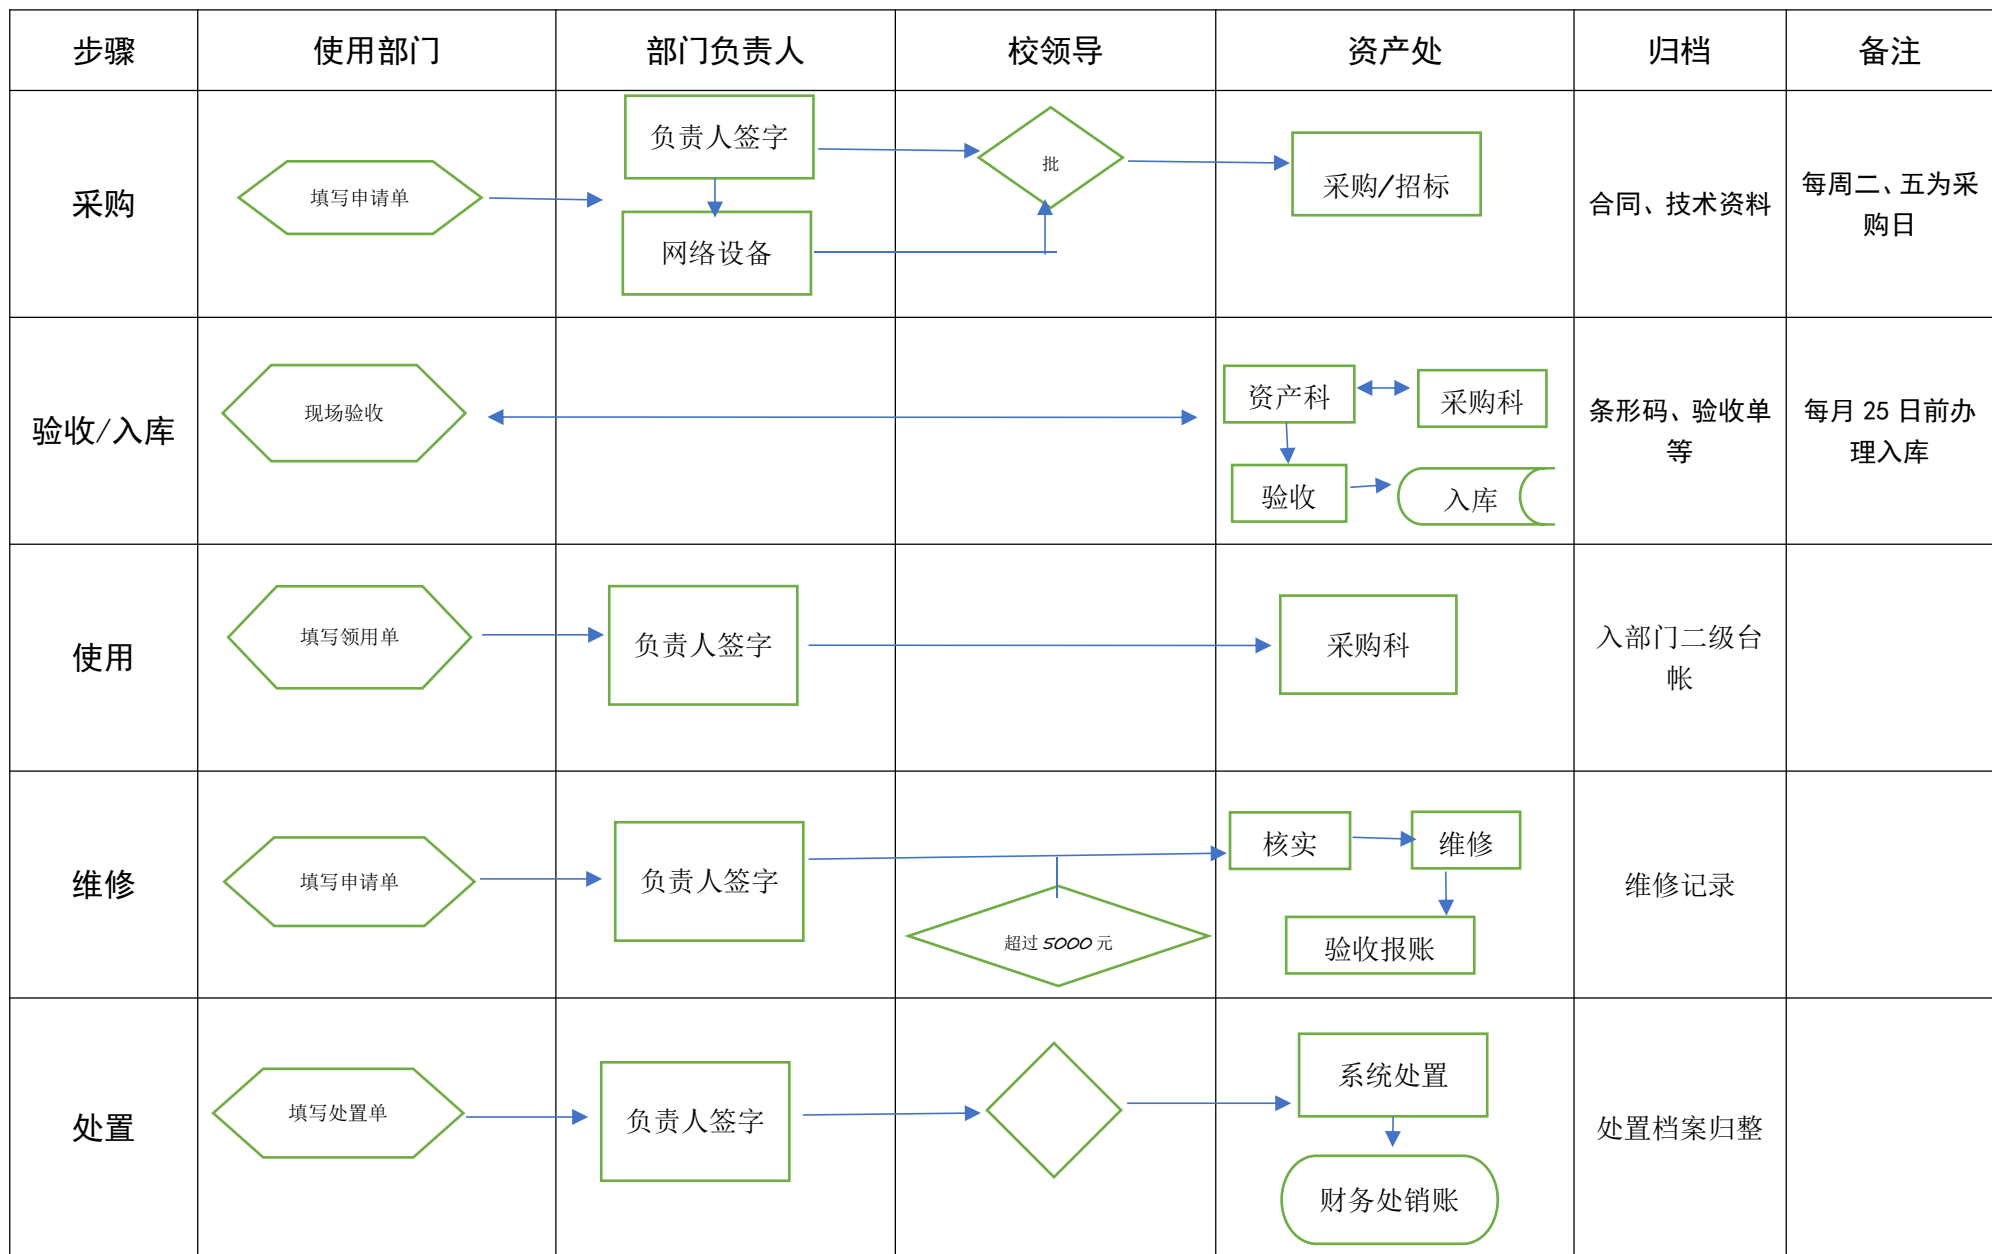 步骤
使用部门
部门负责人
校领导
资产处
归档
备注
采购
填写申请单
负责人签字
网络设备
批
采购/招标
合同、技术资料
每周二、五为采
购日
验收/入库
现场验收
资产科
采购科
验收
入库
条形码、验收单
等
每月 25 日前办
理入库
使用
填写领用单
负责人签字
采购科
入部门二级台
帐
维修
填写申请单
负责人签字
超过 5000 元
核实
维修
验收报账
维修记录
处置
填写处置单
负责人签字
系统处置
财务处销账
处置档案归整